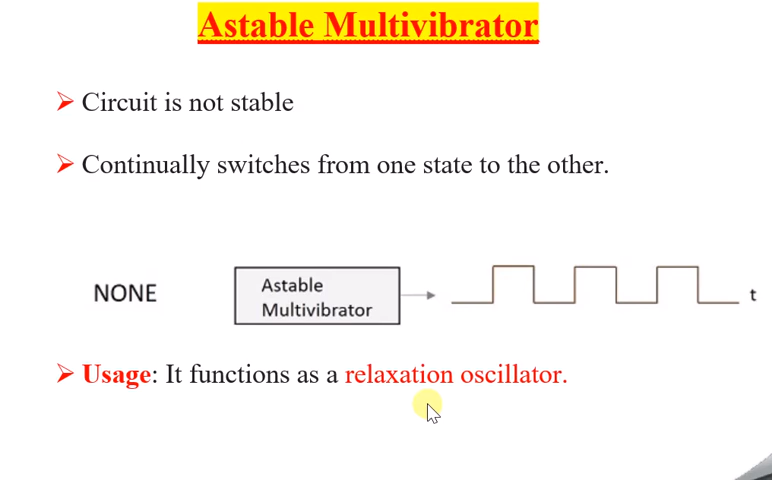 Astable Multivibrator
Circuit is not stable
Continually switches from one state to the other.
NONE
Astable
Multivibrator
t
Usage: It functions as a relaxation oscillator.